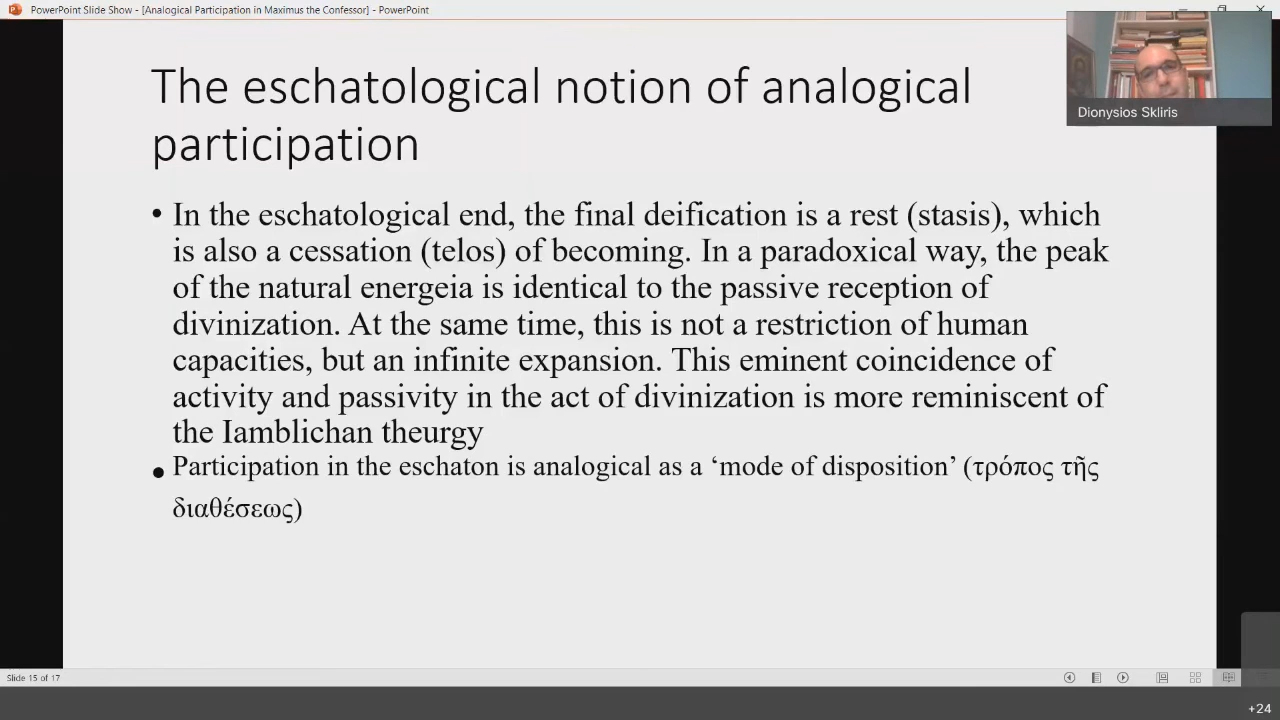 PowerPoint Slide Show - [Analogical Participation in Maximus the Confessor] - PowerPoint
Dionysios Skliris
The eschatological notion of analogical
participation
• In the eschatological end, the final deification is a rest (stasis), which
is also a cessation (telos) of becoming. In a paradoxical way, the peak
of the natural energeia is identical to the passive reception of
divinization. At the same time, this is not a restriction of human
capacities, but an infinite expansion. This eminent coincidence of
activity and passivity in the act of divinization is more reminiscent of
the Iamblichan theurgy
• Participation in the eschaton is analogical as a ‘mode of disposition’ (τρόπος τῆς
διαθέσεως)
Slide 15 of 17
+24